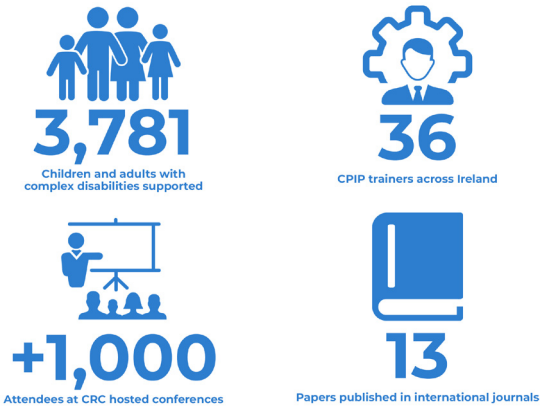 3,781
Children and adults with
complex disabilities supported
36
CPIP trainers across Ireland
+1,000
Attendees at CRC hosted conferences
13
Papers published in international journals